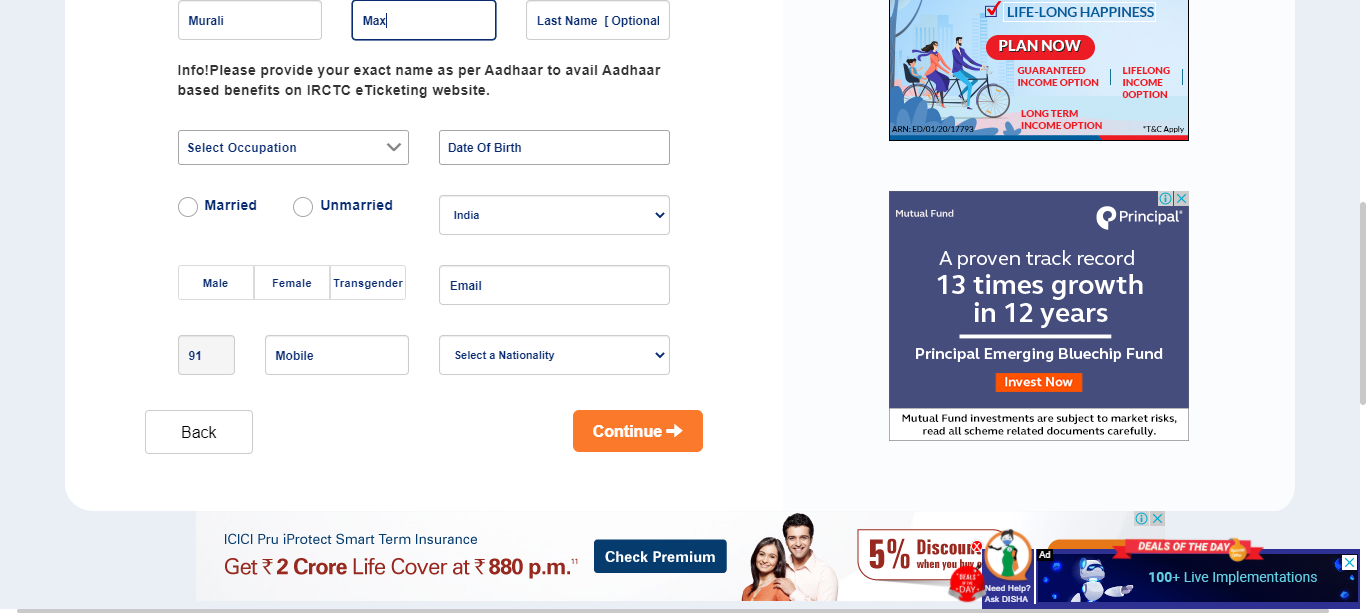 Murali
Max
Last Name [ Optional
Info!Please provide your exact name as per Aadhaar to avail Aadhaar
based benefits on IRCTC eTicketing website.
Select Occupation
Date Of Birth
Married
Unmarried
India
Male
Female
Transgender
Email
91
Mobile
Select a Nationality
Back
Continue
LIFE-LONG HAPPINESS
PLAN NOW
GUARANTEED
INCOME OPTION
LIFELONG
INCOME
0OPTION
LONG TERM
INCOME OPTION
ARN: ED/01/20/17793
*T&C Apply
Mutual Fund
Principal®
A proven track record
13 times growth
in 12 years
Principal Emerging Bluechip Fund
Invest Now
Mutual Fund investments are subject to market risks,
read all scheme related documents carefully.
ICICI Pru iProtect Smart Term Insurance
Get ₹ 2 Crore Life Cover at ₹ 880 p.m.¹¹
Check Premium
5%
when you buy
DEALS
OF THE
DAY
Need Help?
Ask DISHA
Ad
DEALS OF THE DAY
100+ Live Implementations